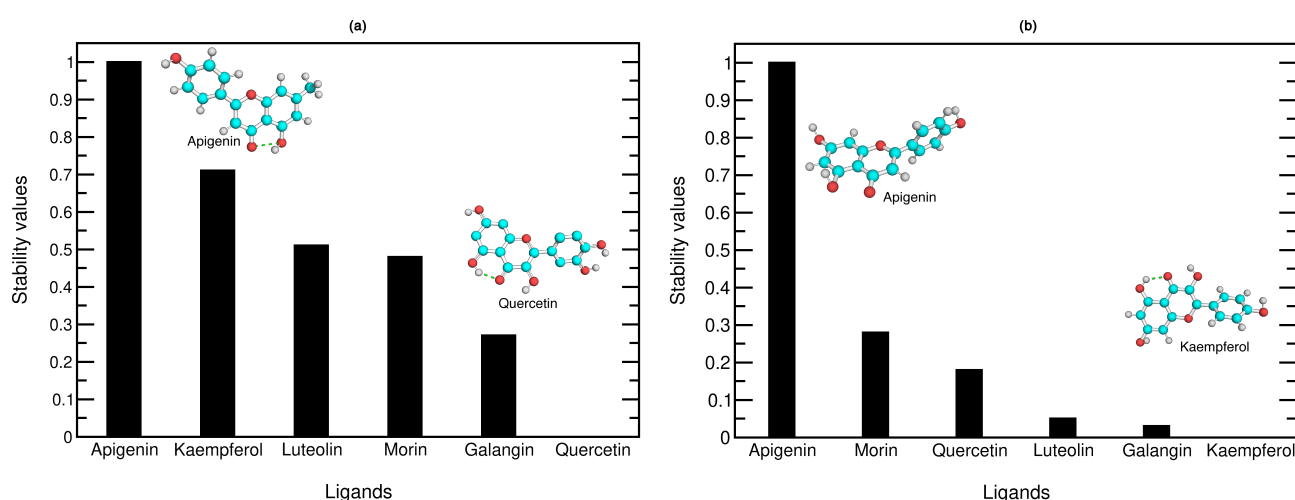 (a)
Stability values
1
0.9
0.8
0.7
0.6
0.5
0.4
0.3
0.2
0.1
0
Apigenin
Quercetin
Apigenin Kaempferol Luteolin Morin Galangin Quercetin
Ligands
(b)
Stability values
1
0.9
0.8
0.7
0.6
0.5
0.4
0.3
0.2
0.1
0
Apigenin
Kaempferol
Apigenin Morin Quercetin Luteolin Galangin Kaempferol
Ligands